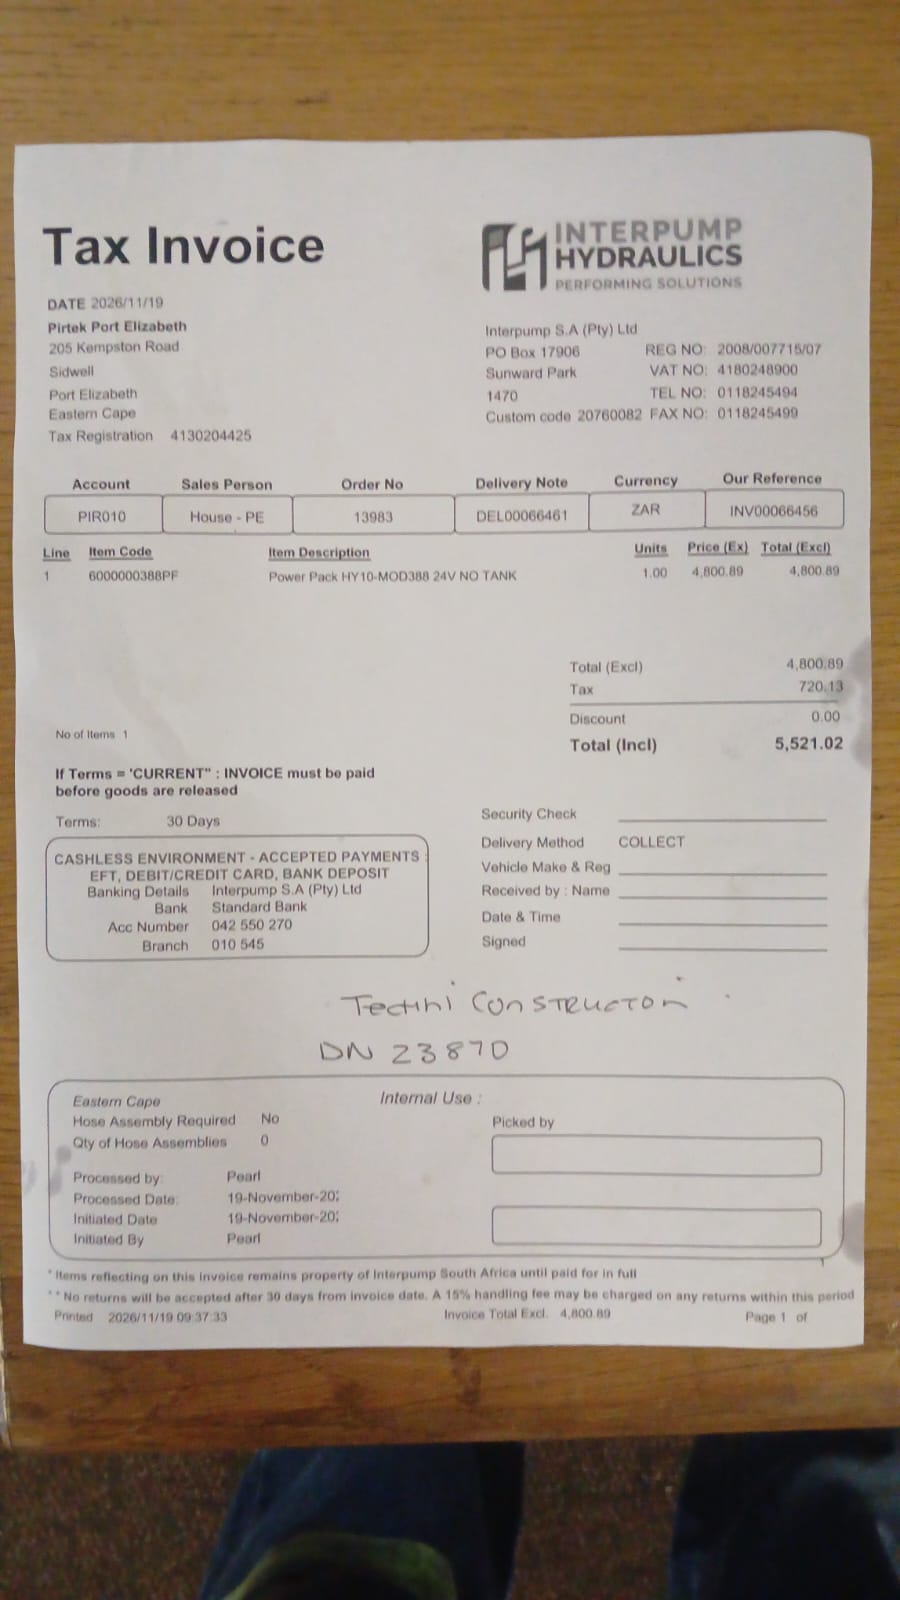 Tax Invoice
INTERPUMP
HYDRAULICS
PERFORMING SOLUTIONS
DATE 2026/11/19
Pirtek Port Elizabeth
205 Kempston Road
Sidwell
Port Elizabeth
Eastern Cape
Tax Registration 4130204425
Interpump S.A (Pty) Ltd
PO Box 17906 REG NO: 2008/007715/07
Sunward Park VAT NO: 4180248900
1470 TEL NO: 0118245494
Custom code 20760082 FAX NO: 0118245499
Account Sales Person Order No Delivery Note Currency Our Reference
PIR010 House - PE 13983 DEL00066461 ZAR INV00066456
Line Item Code Item Description Units Price (Ex) Total (Excl)
1 6000000388PF Power Pack HY10-MOD388 24V NO TANK 1.00 4,800.89 4,800.89
Total (Excl) 4,800.89
Tax 720.13
Discount 0.00
Total (Incl) 5,521.02
No of Items 1
If Terms = 'CURRENT" : INVOICE must be paid
before goods are released
Terms: 30 Days
CASHLESS ENVIRONMENT - ACCEPTED PAYMENTS :
EFT, DEBIT/CREDIT CARD, BANK DEPOSIT
Banking Details Interpump S.A (Pty) Ltd
Bank Standard Bank
Acc Number 042 550 270
Branch 010 545
Security Check
Delivery Method COLLECT
Vehicle Make & Reg
Received by : Name
Date & Time
Signed
DN 23870
Eastern Cape Internal Use :
Hose Assembly Required No
Qty of Hose Assemblies 0
Picked by
Processed by: Pearl
Processed Date: 19-November-20
Initiated Date 19-November-20
Initiated By Pearl
* Items reflecting on this invoice remains property of Interpump South Africa until paid for in full
** No returns will be accepted after 30 days from invoice date. A 15% handling fee may be charged on any returns within this period
Printed 2026/11/19 09:37:33 Invoice Total Excl. 4,800.89 Page 1 of